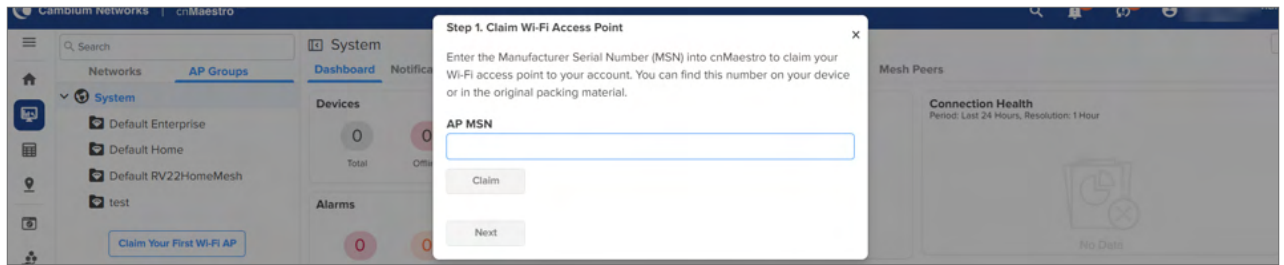 Cambium Networks | cnMaestro
Search
Networks AP Groups
System
Default Enterprise
Default Home
Default RV22HomeMesh
test
Claim Your First Wi-Fi AP
System
Dashboard
Devices
0 0
Total
Alarms
0 0
Step 1. Claim Wi-Fi Access Point
x
Enter the Manufacturer Serial Number (MSN) into cnMaestro to claim your
Wi-Fi access point to your account. You can find this number on your device
or in the original packing material.
AP MSN
Claim
Next
Mesh Peers
Connection Health
Period: Last 24 Hours, Resolution: 1 Hour
No Data